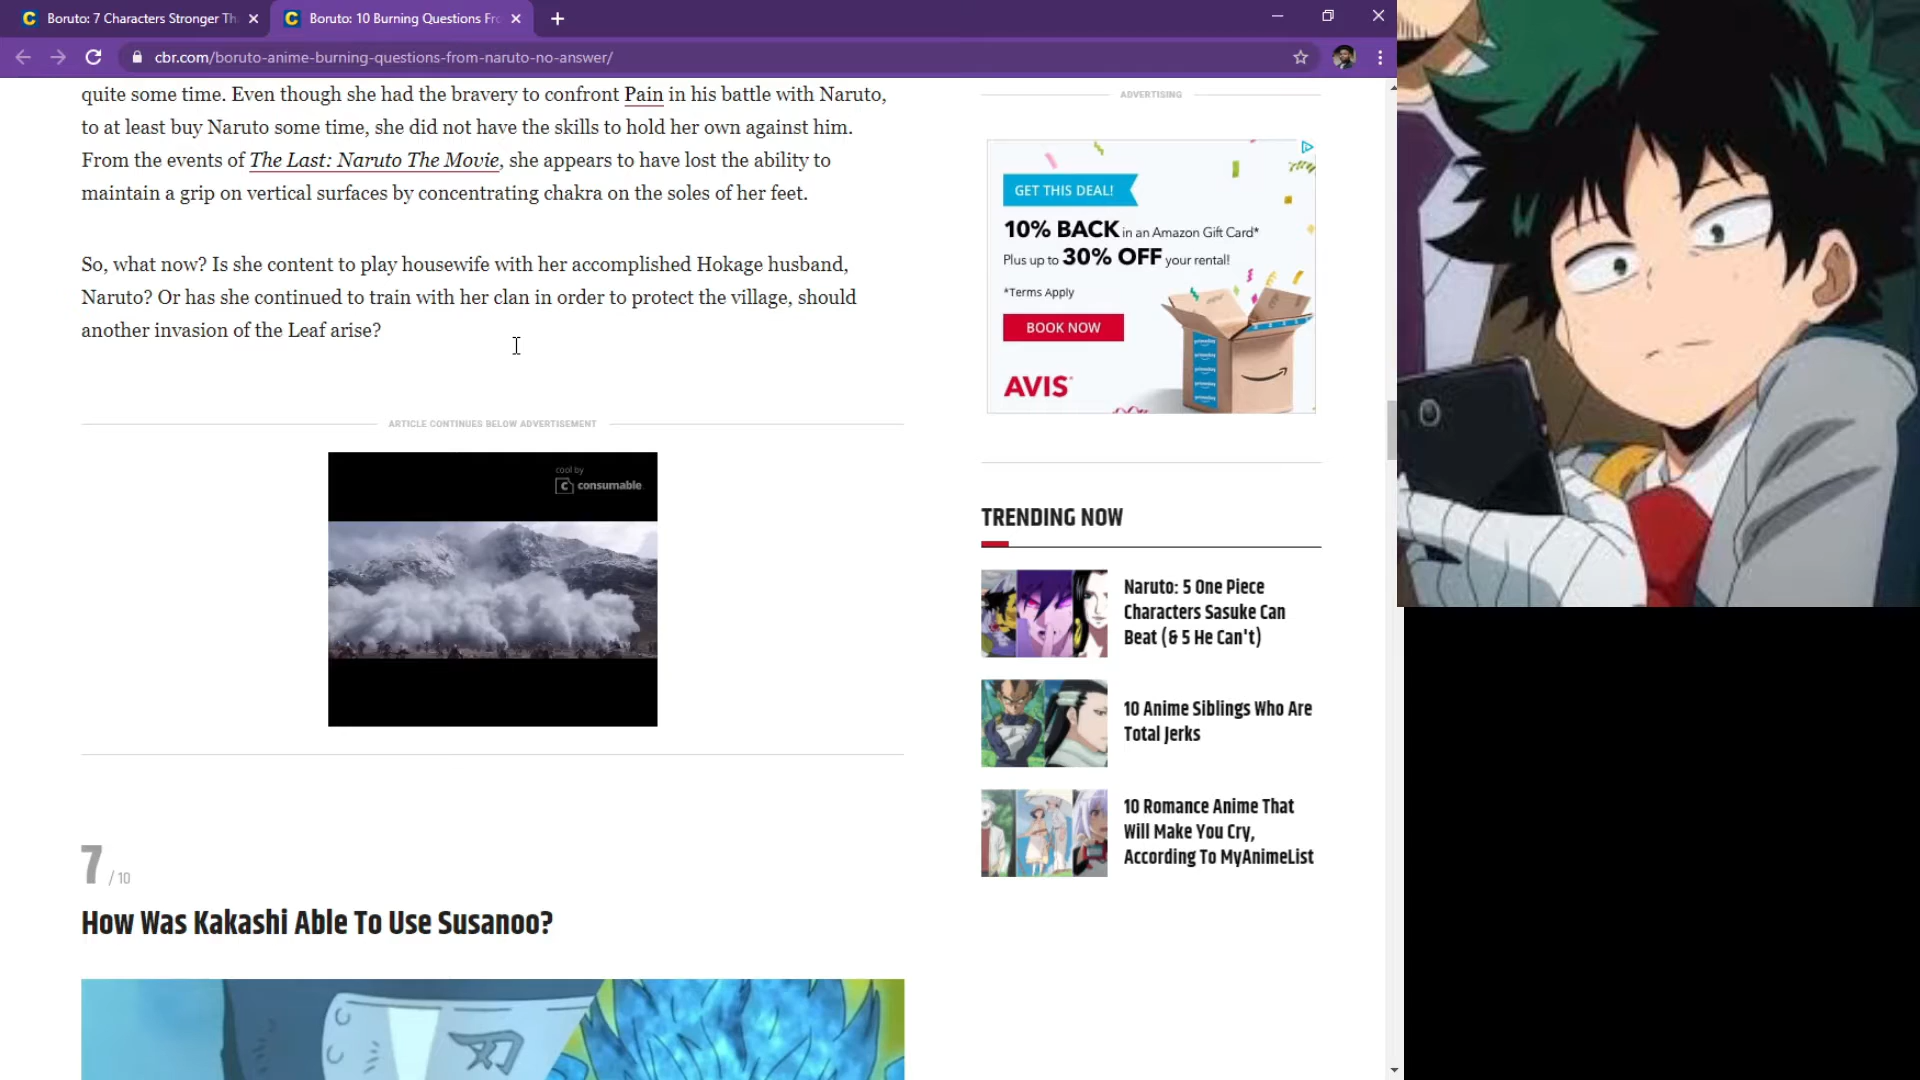 Boruto: 7 Characters Stronger Th
Boruto: 10 Burning Questions Fro
cbr.com/boruto-anime-burning-questions-from-naruto-no-answer/
quite some time. Even though she had the bravery to confront Pain in his battle with Naruto,
to at least buy Naruto some time, she did not have the skills to hold her own against him.
From the events of The Last: Naruto The Movie, she appears to have lost the ability to
maintain a grip on vertical surfaces by concentrating chakra on the soles of her feet.
So, what now? Is she content to play housewife with her accomplished Hokage husband,
Naruto? Or has she continued to train with her clan in order to protect the village, should
another invasion of the Leaf arise?
ARTICLE CONTINUES BELOW ADVERTISEMENT
cool by
consumable
7 / 10
How Was Kakashi Able To Use Susanoo?
ADVERTISING
GET THIS DEAL!
10% BACK in an Amazon Gift Card*
Plus up to 30% OFF your rental!
*Terms Apply
BOOK NOW
AVIS
TRENDING NOW
Naruto: 5 One Piece
Characters Sasuke Can
Beat (& 5 He Can't)
10 Anime Siblings Who Are
Total Jerks
10 Romance Anime That
Will Make You Cry,
According To MyAnimeList